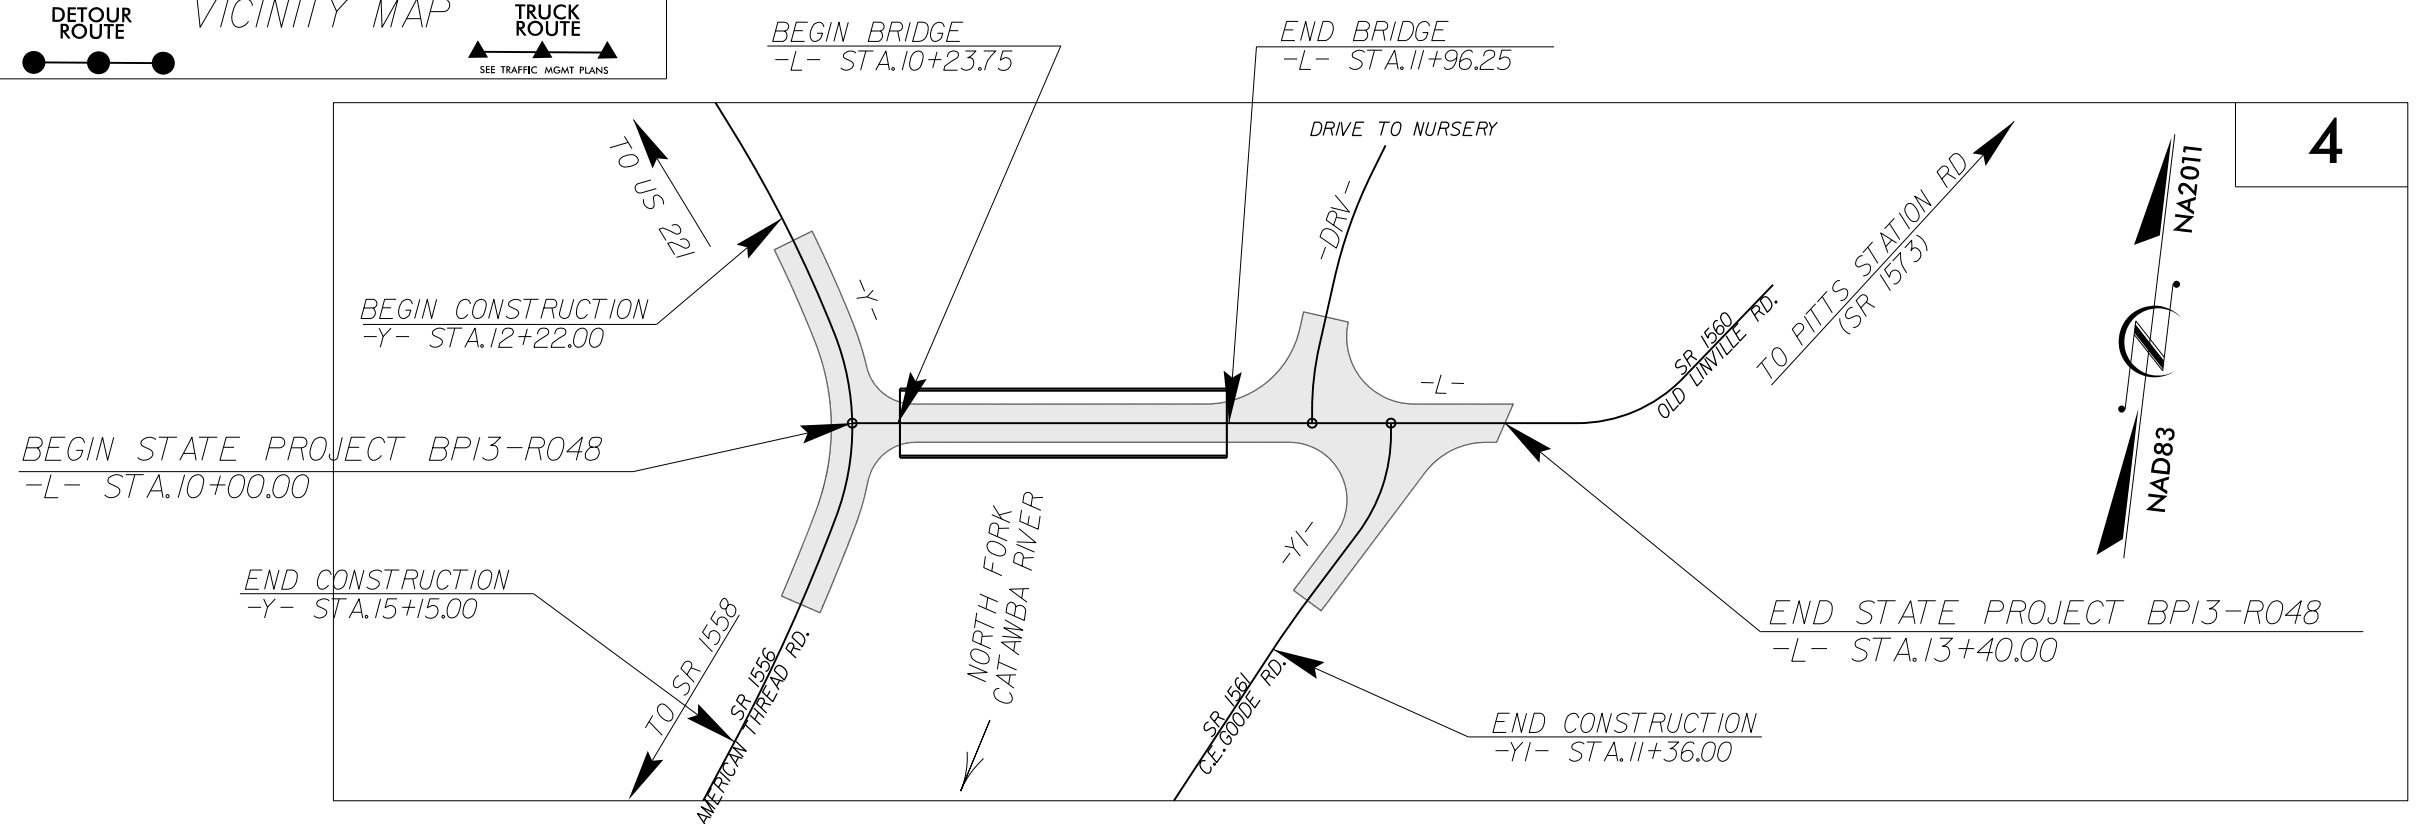 DETOUR
ROUTE
VICINITY MAP
TRUCK
ROUTE
SEE TRAFFIC MGMT PLANS
BEGIN BRIDGE
-L- STA.10+23.75
END BRIDGE
-L- STA.11+96.25
4
DRIVE TO NURSERY
TO US 221
-DRV-
TO PITTS STATION RD
(SR 1573)
NA2011
NAD83
BEGIN CONSTRUCTION
-Y- STA.12+22.00
-Y-
SR 1560
OLD LINVILLE RD.
-L-
BEGIN STATE PROJECT BP13-R048
-L- STA.10+00.00
NORTH FORK
CATAWBA RIVER
-Y1-
END CONSTRUCTION
-Y- STA.15+15.00
TO SR 1558
SR 1556
AMERICAN THREAD RD.
SR 1561
C.E.GOODE RD.
END STATE PROJECT BP13-R048
-L- STA.13+40.00
END CONSTRUCTION
-Y1- STA.11+36.00